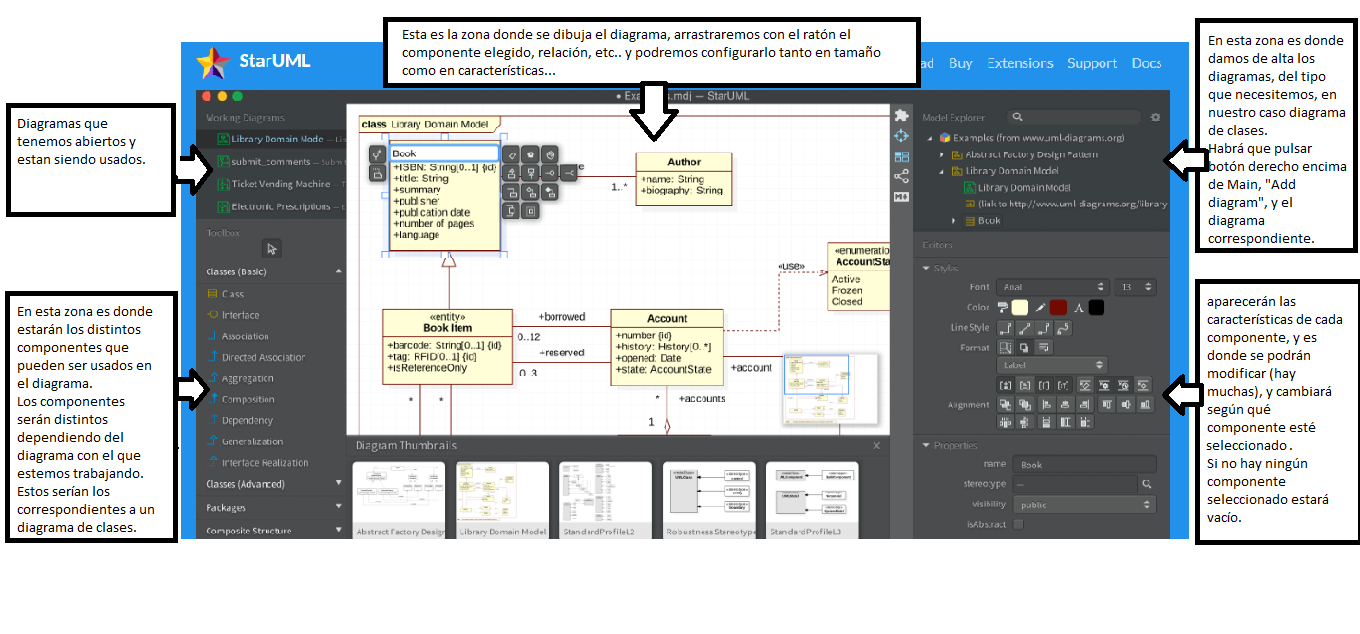 Esta es la zona donde se dibuja el diagrama, arrastraremos con el ratón el
componente elegido, relación, etc.. y podremos configurarlo tanto en tamaño
como en características...
StarUML
ad Buy Extensions Support Docs
En esta zona es donde
damos de alta los
diagramas, del tipo
que necesitemos, en
nuestro caso diagrama
de clases.
Habrá que pulsar
botón derecho encima
de Main, "Add
diagram", y el
diagrama
correspondiente.
Diagramas que
tenemos abiertos y
estan siendo usados.
En esta zona es donde
estarán los distintos
componentes que
pueden ser usados en
el diagrama.
Los componentes
serán distintos
dependiendo del
diagrama con el que
estemos trabajando.
Estos serían los
correspondientes a un
diagrama de clases.
aparecerán las
características de cada
componente, y es
donde se podrán
modificar (hay
muchas), y cambiará
según qué
componente esté
seleccionado .
Si no hay ningún
componente
seleccionado estará
vacío.
.mdj — StarUML
Working Diagrams
Library Domain Mode
submit_comments — Submi
Ticket Vending Machine —
Electronic Prescriptions —
Toolbox
Classes (Basic)
Class
Interface
Association
Directed Association
Aggregation
Composition
Dependency
Generalization
Interface Realization
Classes (Advanced)
Packages
Composite Structure
class Library Domain Model
Book
+ISBN: String[0..1] {id}
+title: String
+summary
+publisher
+publication date
+number of pages
+language
1..*
Author
+name: String
+biography: String
«enumeratio
AccountSta
Active
Frozen
Closed
«use»
«entity»
Book Item
+barcode: String[0..1] {id}
+tag: RFID[0..1] {id}
+isReferenceOnly
+borrowed
0..12
+reserved
0..3
Account
+number {id}
+history: History[0..*]
+opened: Date
+state: AccountState
+account
+accounts
* * *
1
Diagram Thumbnails
Abstract Factory Design
Library Domain Model
StandardProfileL2
Robustness Stereotype
StandardProfileL3
Model Explorer
Examples (from www.uml-diagrams.org)
Abstract Factory Design Pattern
Library Domain Model
Library Domain Model
(link to http://www.uml-diagrams.org/library
Book
Editors
Styles
Font Arial 13
Color
Line Style
Format
Label
Alignment
Properties
name Book
stereotype —
visibility public
isAbstract